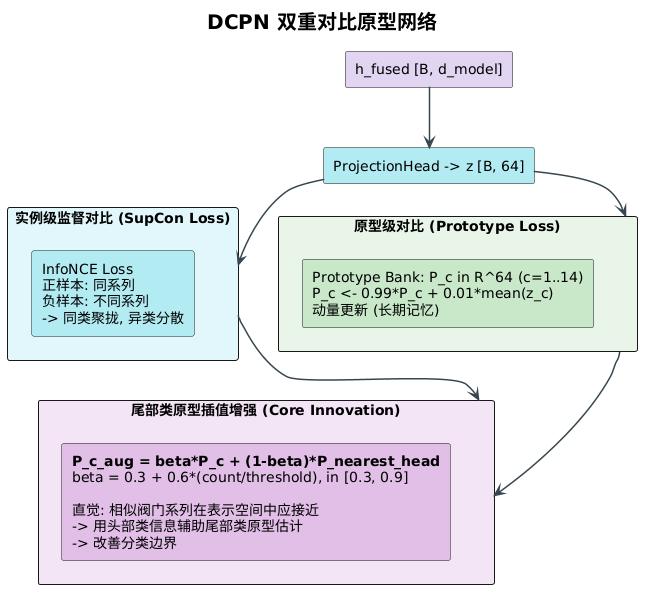 DCPN 双重对比原型网络
h_fused [B, d_model]
ProjectionHead -> z [B, 64]
实例级监督对比 (SupCon Loss)
InfoNCE Loss
正样本: 同系列
负样本: 不同系列
-> 同类聚拢, 异类分散
原型级对比 (Prototype Loss)
Prototype Bank: P_c in R^64 (c=1..14)
P_c <- 0.99*P_c + 0.01*mean(z_c)
动量更新 (长期记忆)
尾部类原型插值增强 (Core Innovation)
P_c_aug = beta*P_c + (1-beta)*P_nearest_head
beta = 0.3 + 0.6*(count/threshold), in [0.3, 0.9]
直觉: 相似阀门系列在表示空间中应接近
-> 用头部类信息辅助尾部类原型估计
-> 改善分类边界